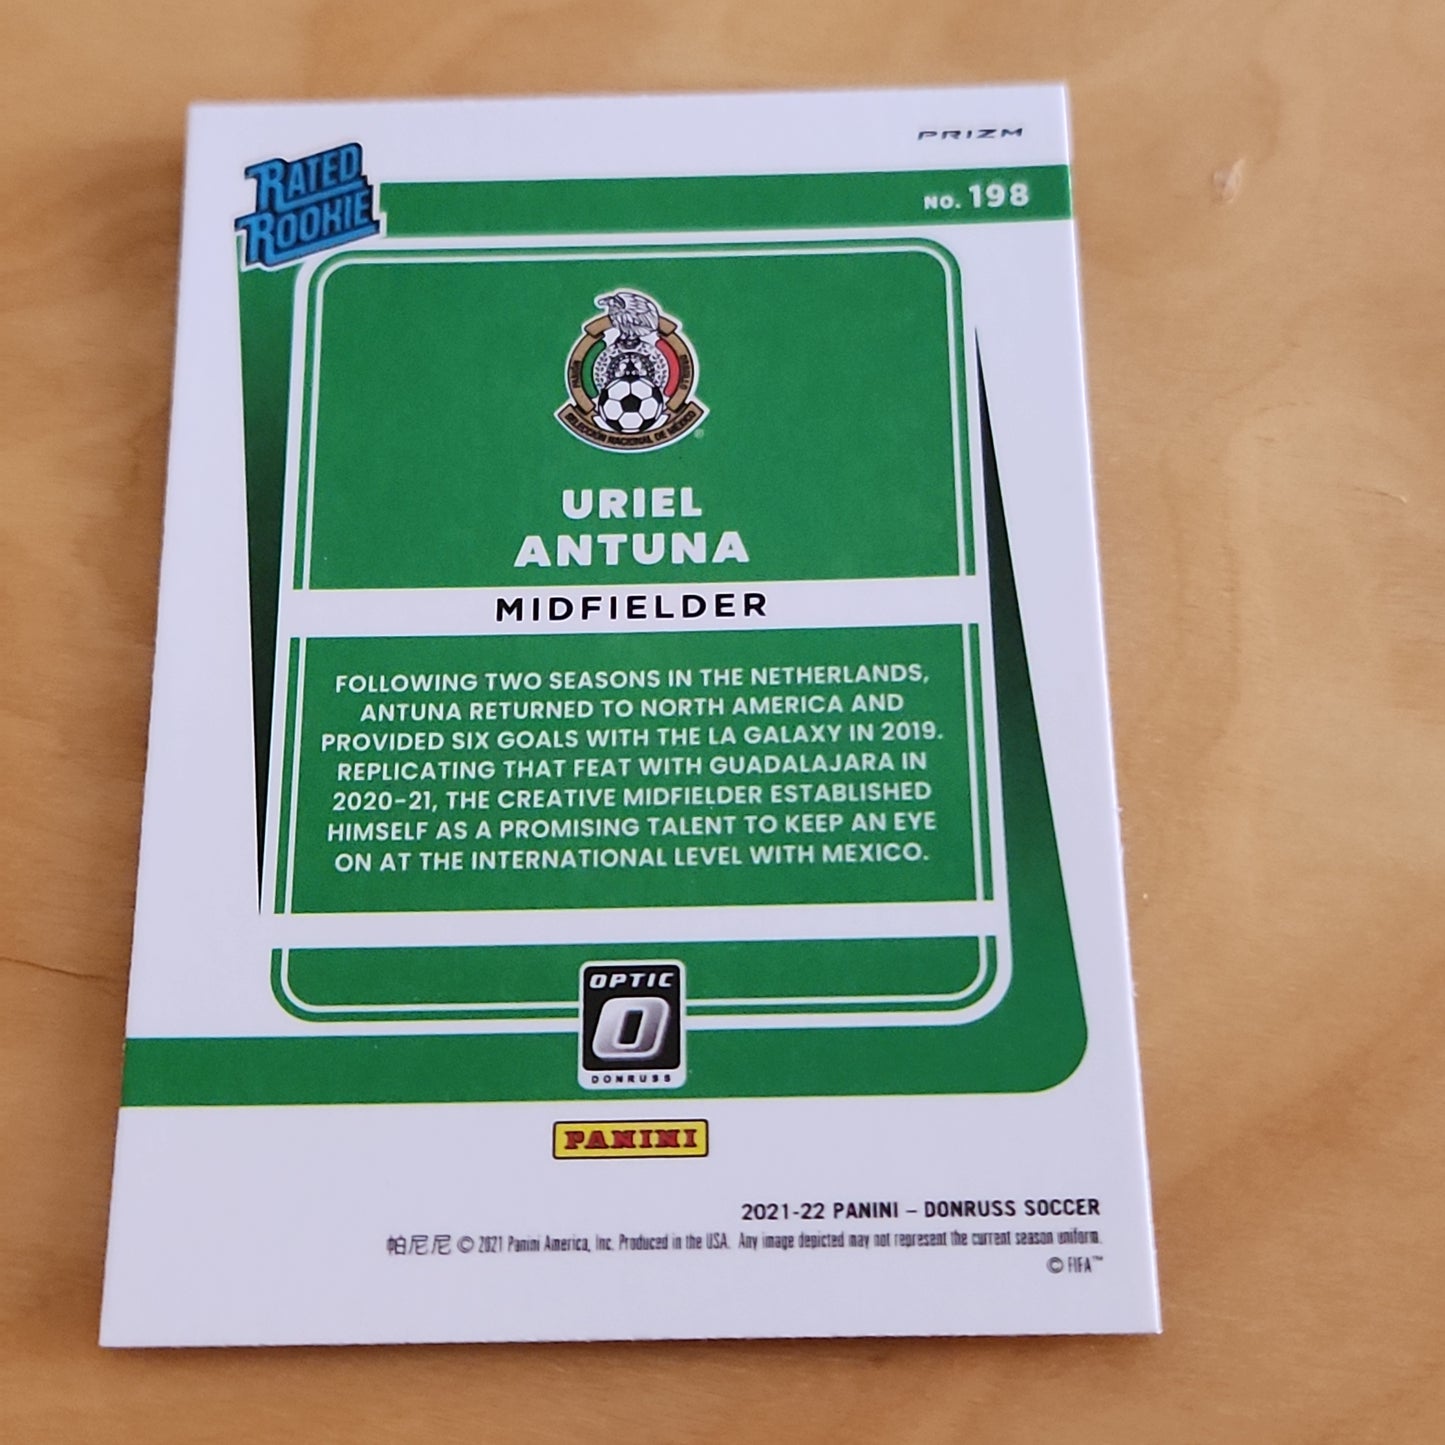 PRIZM
RATED
ROOKIE
NO. 198
SELECCIÓN NACIONAL DE MÉXICO
URIEL
ANTUNA
MIDFIELDER
FOLLOWING TWO SEASONS IN THE NETHERLANDS,
ANTUNA RETURNED TO NORTH AMERICA AND
PROVIDED SIX GOALS WITH THE LA GALAXY IN 2019.
REPLICATING THAT FEAT WITH GUADALAJARA IN
2020-21, THE CREATIVE MIDFIELDER ESTABLISHED
HIMSELF AS A PROMISING TALENT TO KEEP AN EYE
ON AT THE INTERNATIONAL LEVEL WITH MEXICO.
OPTIC
O
DONRUSS
PANINI
2021-22 PANINI – DONRUSS SOCCER
帕尼尼 © 2021 Panini America, Inc. Produced in the USA. Any image depicted may not represent the current season uniform.
© FIFA™